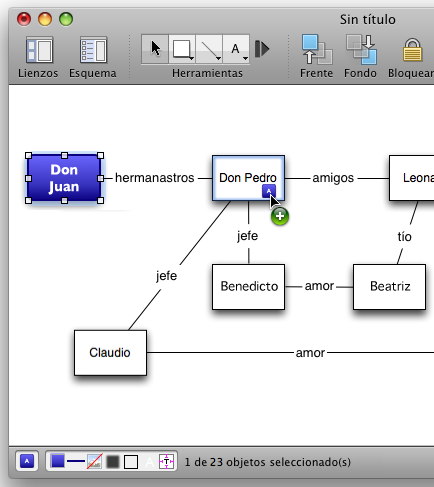 Sin título
A
Lienzos
Esquema
Herramientas
Frente
Fondo
Bloquear
Don
Juan
hermanastros
Don Pedro
amigos
Leona
A
jefe
tío
jefe
Benedicto
amor
Beatriz
Claudio
amor
A
A
T
1 de 23 objetos seleccionado(s)